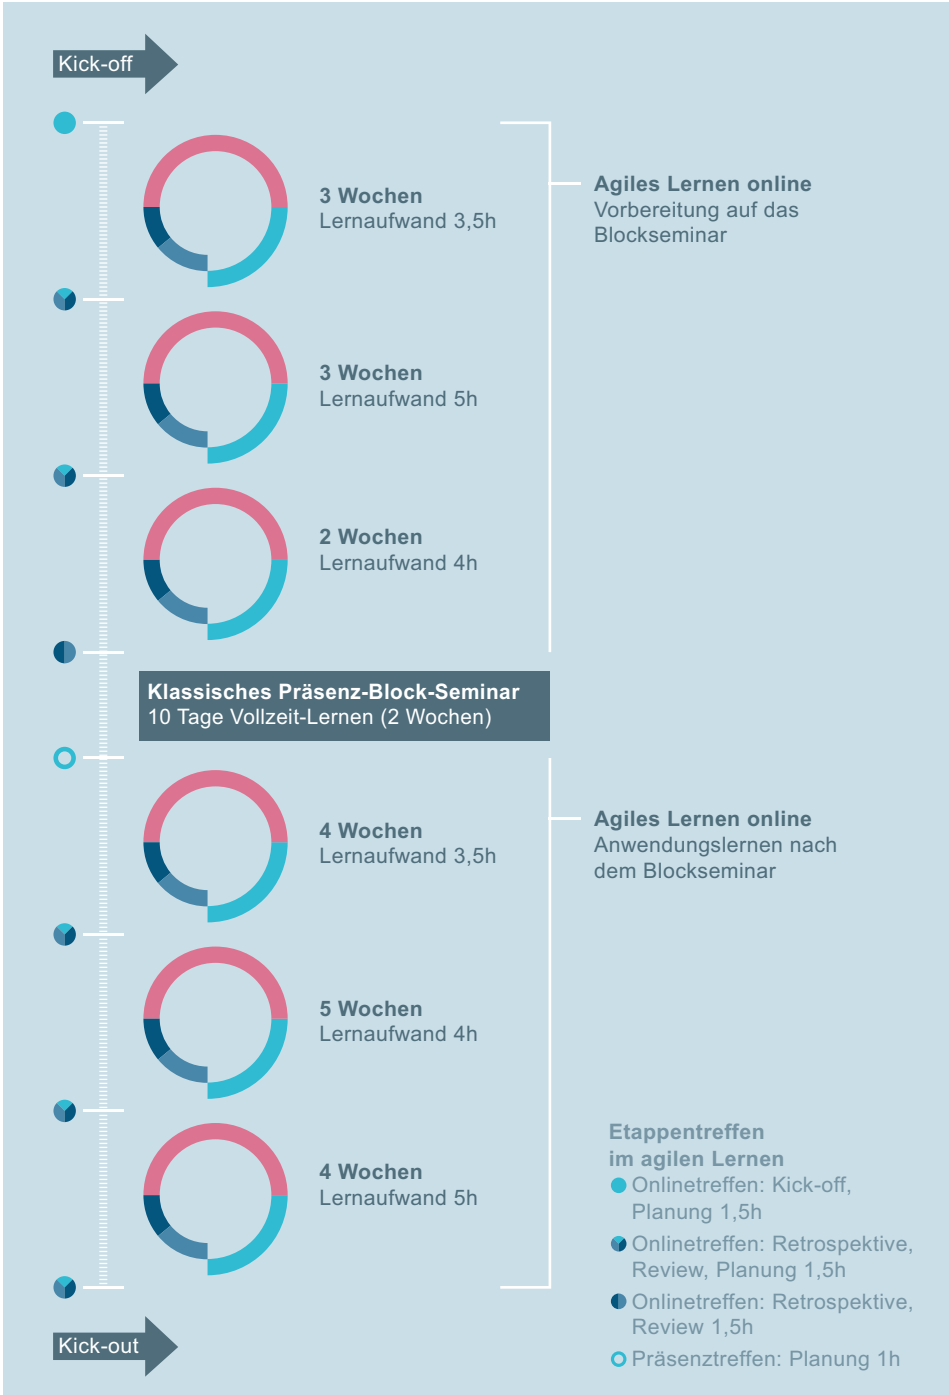 Kick-off
3 Wochen
Lernaufwand 3,5h
Agiles Lernen online
Vorbereitung auf das
Blockseminar
3 Wochen
Lernaufwand 5h
2 Wochen
Lernaufwand 4h
Klassisches Präsenz-Block-Seminar
10 Tage Vollzeit-Lernen (2 Wochen)
4 Wochen
Lernaufwand 3,5h
Agiles Lernen online
Anwendungslernen nach
dem Blockseminar
5 Wochen
Lernaufwand 4h
4 Wochen
Lernaufwand 5h
Etappentreffen
im agilen Lernen
Onlinetreffen: Kick-off,
Planung 1,5h
Onlinetreffen: Retrospektive,
Review, Planung 1,5h
Onlinetreffen: Retrospektive,
Review 1,5h
Präsenztreffen: Planung 1h
Kick-out